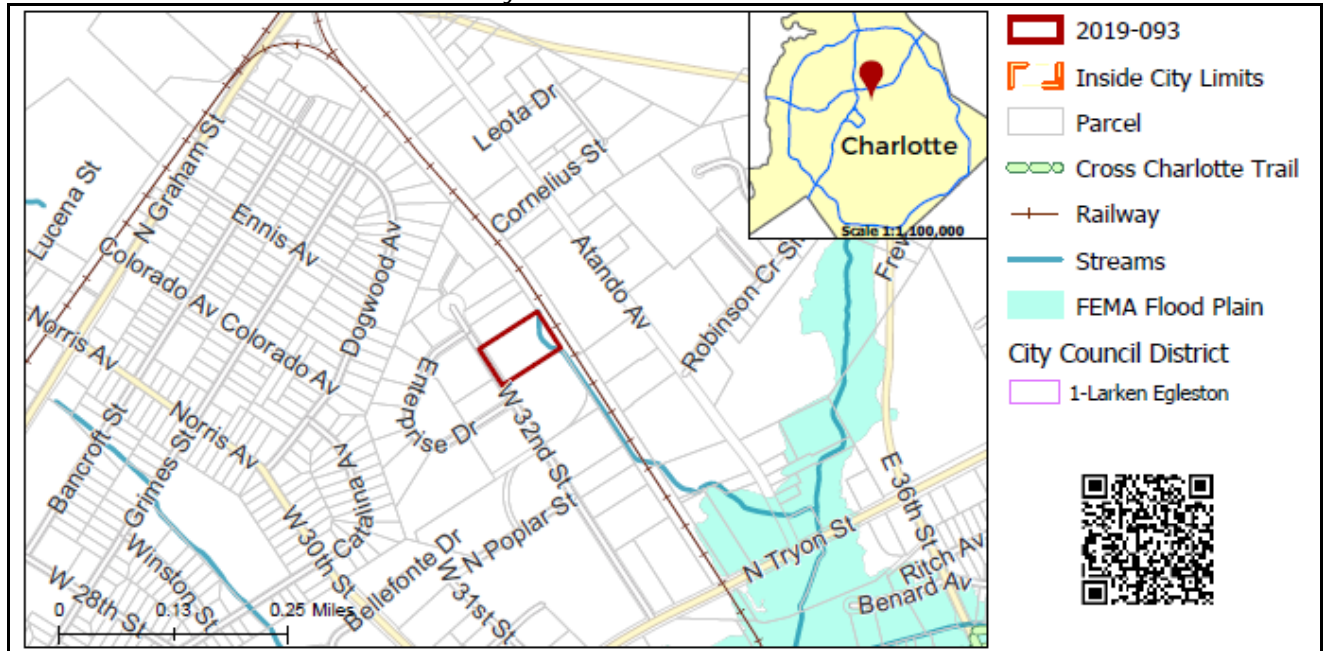 Leota Dr
Cornelius St
N Graham St
Lucena St
Ennis Av
Dogwood Av
Atando Av
Robinson Cr
Colorado Av
Colorado Av
Norris Av
Enterprise Dr
W 32nd St
Norris Av
Bancroft St
Grimes St
Catalina Av
N Poplar St
E 36th St
W 30th St
Winston St
Bellefonte Dr
W 31st St
N Tryon St
Ritch Av
Benard Av
W 28th St
0
0.13
0.25 Miles
Charlotte
Scale 1:1,100,000
2019-093
Inside City Limits
Parcel
Cross Charlotte Trail
Railway
Streams
FEMA Flood Plain
City Council District
1-Larken Egleston